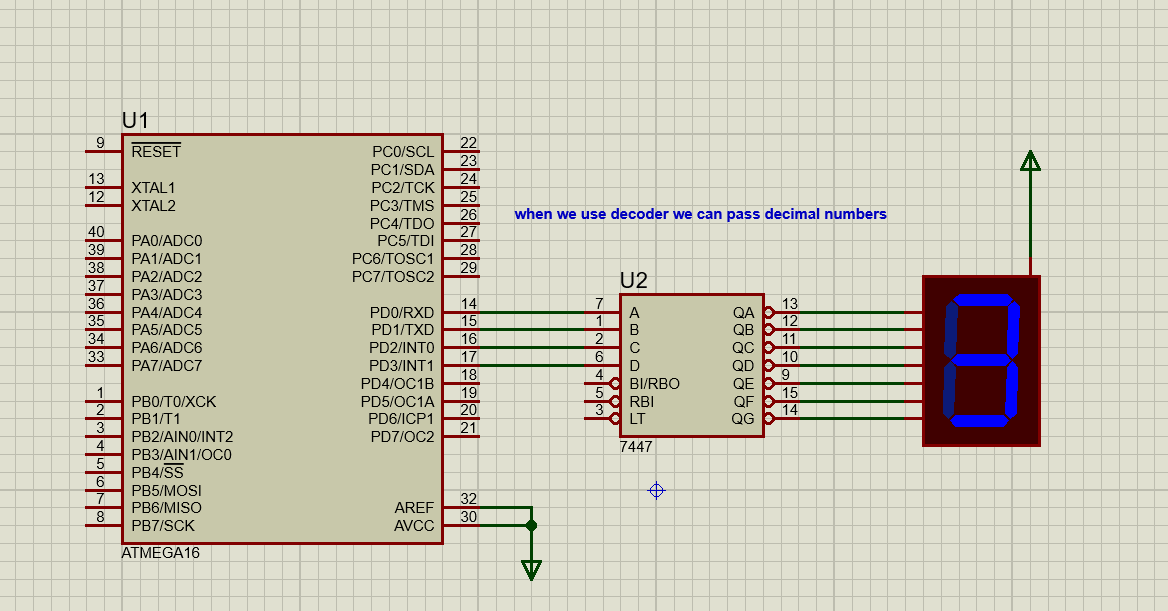 U1
9 RESET
13 XTAL1
12 XTAL2
40 PA0/ADC0
39 PA1/ADC1
38 PA2/ADC2
37 PA3/ADC3
36 PA4/ADC4
35 PA5/ADC5
34 PA6/ADC6
33 PA7/ADC7
1 PB0/T0/XCK
2 PB1/T1
3 PB2/AIN0/INT2
4 PB3/AIN1/OC0
5 PB4/SS
6 PB5/MOSI
7 PB6/MISO
8 PB7/SCK
PC0/SCL 22
PC1/SDA 23
PC2/TCK 24
PC3/TMS 25
PC4/TDO 26
PC5/TDI 27
PC6/TOSC1 28
PC7/TOSC2 29
PD0/RXD 14
PD1/TXD 15
PD2/INT0 16
PD3/INT1 17
PD4/OC1B 18
PD5/OC1A 19
PD6/ICP1 20
PD7/OC2 21
AREF 32
AVCC 30
ATMEGA16
when we use decoder we can pass decimal numbers
U2
7 A
1 B
2 C
6 D
4 BI/RBO
5 RBI
3 LT
QA 13
QB 12
QC 11
QD 10
QE 9
QF 15
QG 14
7447
3